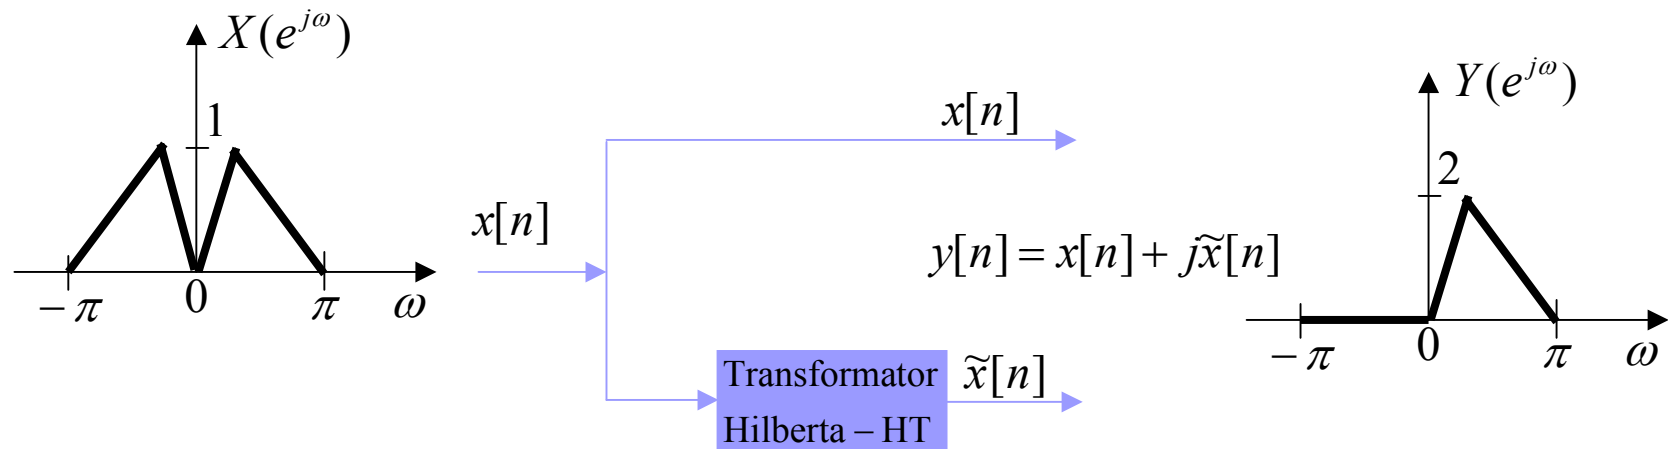 X(e^{jω})
1
−π
0
π
ω
x[n]
x[n]
y[n] = x[n] + jx̃[n]
Transformator
Hilberta – HT
x̃[n]
Y(e^{jω})
2
−π
0
π
ω